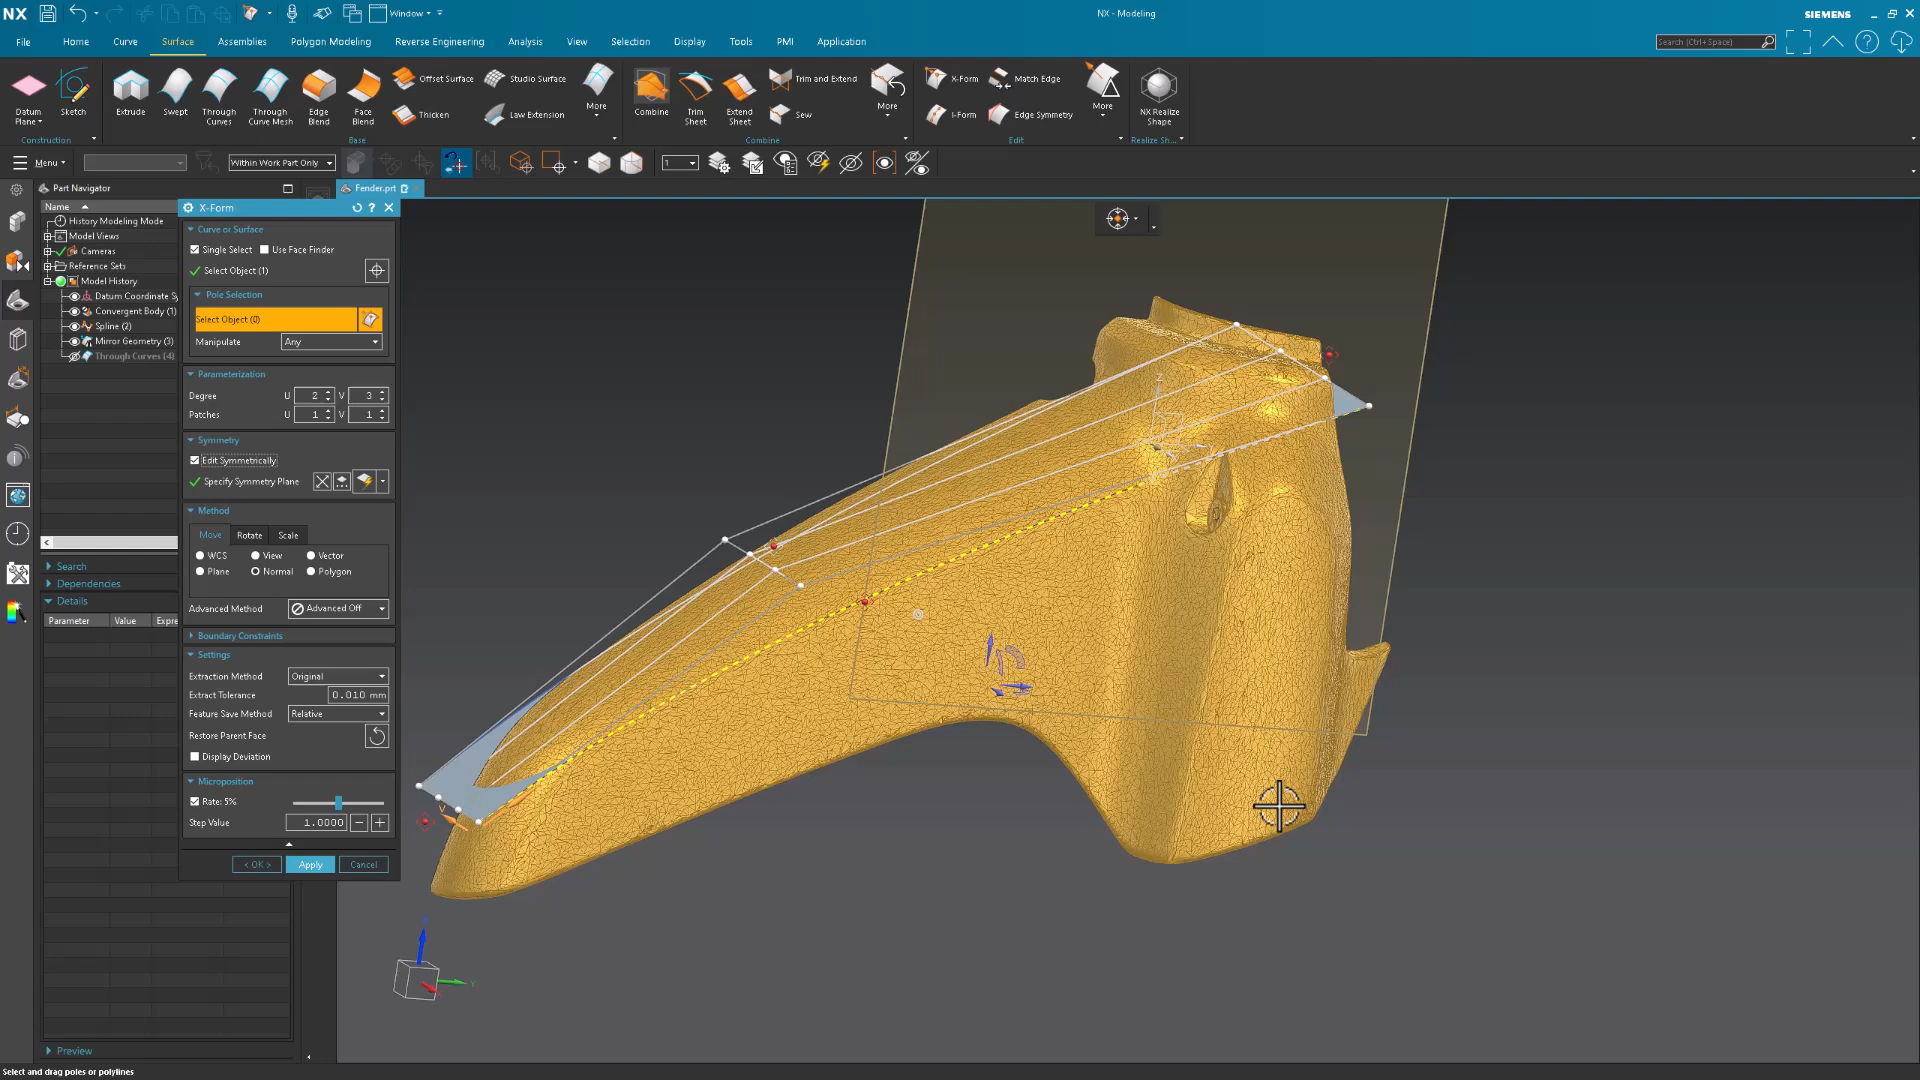 NX
Window
NX - Modeling
SIEMENS
File
Home
Curve
Surface
Assemblies
Polygon Modeling
Reverse Engineering
Analysis
View
Selection
Display
Tools
PMI
Application
Search (Ctrl+Space)
Datum Plane
Sketch
Extrude
Swept
Through Curves
Through Curve Mesh
Edge Blend
Face Blend
Offset Surface
Thicken
Studio Surface
Law Extension
More
Combine
Trim Sheet
Extend Sheet
Trim and Extend
Sew
More
X-Form
I-Form
Match Edge
Edge Symmetry
More
NX Realize Shape
Construction
Base
Combine
Edit
Realize Sh...
Menu
Within Work Part Only
1
Part Navigator
Fender.prt
Name
History Modeling Mode
Model Views
Cameras
Reference Sets
Model History
Datum Coordinate S
Convergent Body (1)
Spline (2)
Mirror Geometry (3)
Through Curves (4)
Search
Dependencies
Details
Parameter
Value
Expre
Preview
X-Form
Curve or Surface
Single Select
Use Face Finder
Select Object (1)
Pole Selection
Select Object (0)
Manipulate
Any
Parameterization
Degree
U
2
V
3
Patches
U
1
V
1
Symmetry
Edit Symmetrically
Specify Symmetry Plane
Method
Move
Rotate
Scale
WCS
View
Vector
Plane
Normal
Polygon
Advanced Method
Advanced Off
Boundary Constraints
Settings
Extraction Method
Original
Extract Tolerance
0.010 mm
Feature Save Method
Relative
Restore Parent Face
Display Deviation
Microposition
Rate: 5%
Step Value
1.0000
< OK >
Apply
Cancel
Z
V
Y
Select and drag poles or polylines